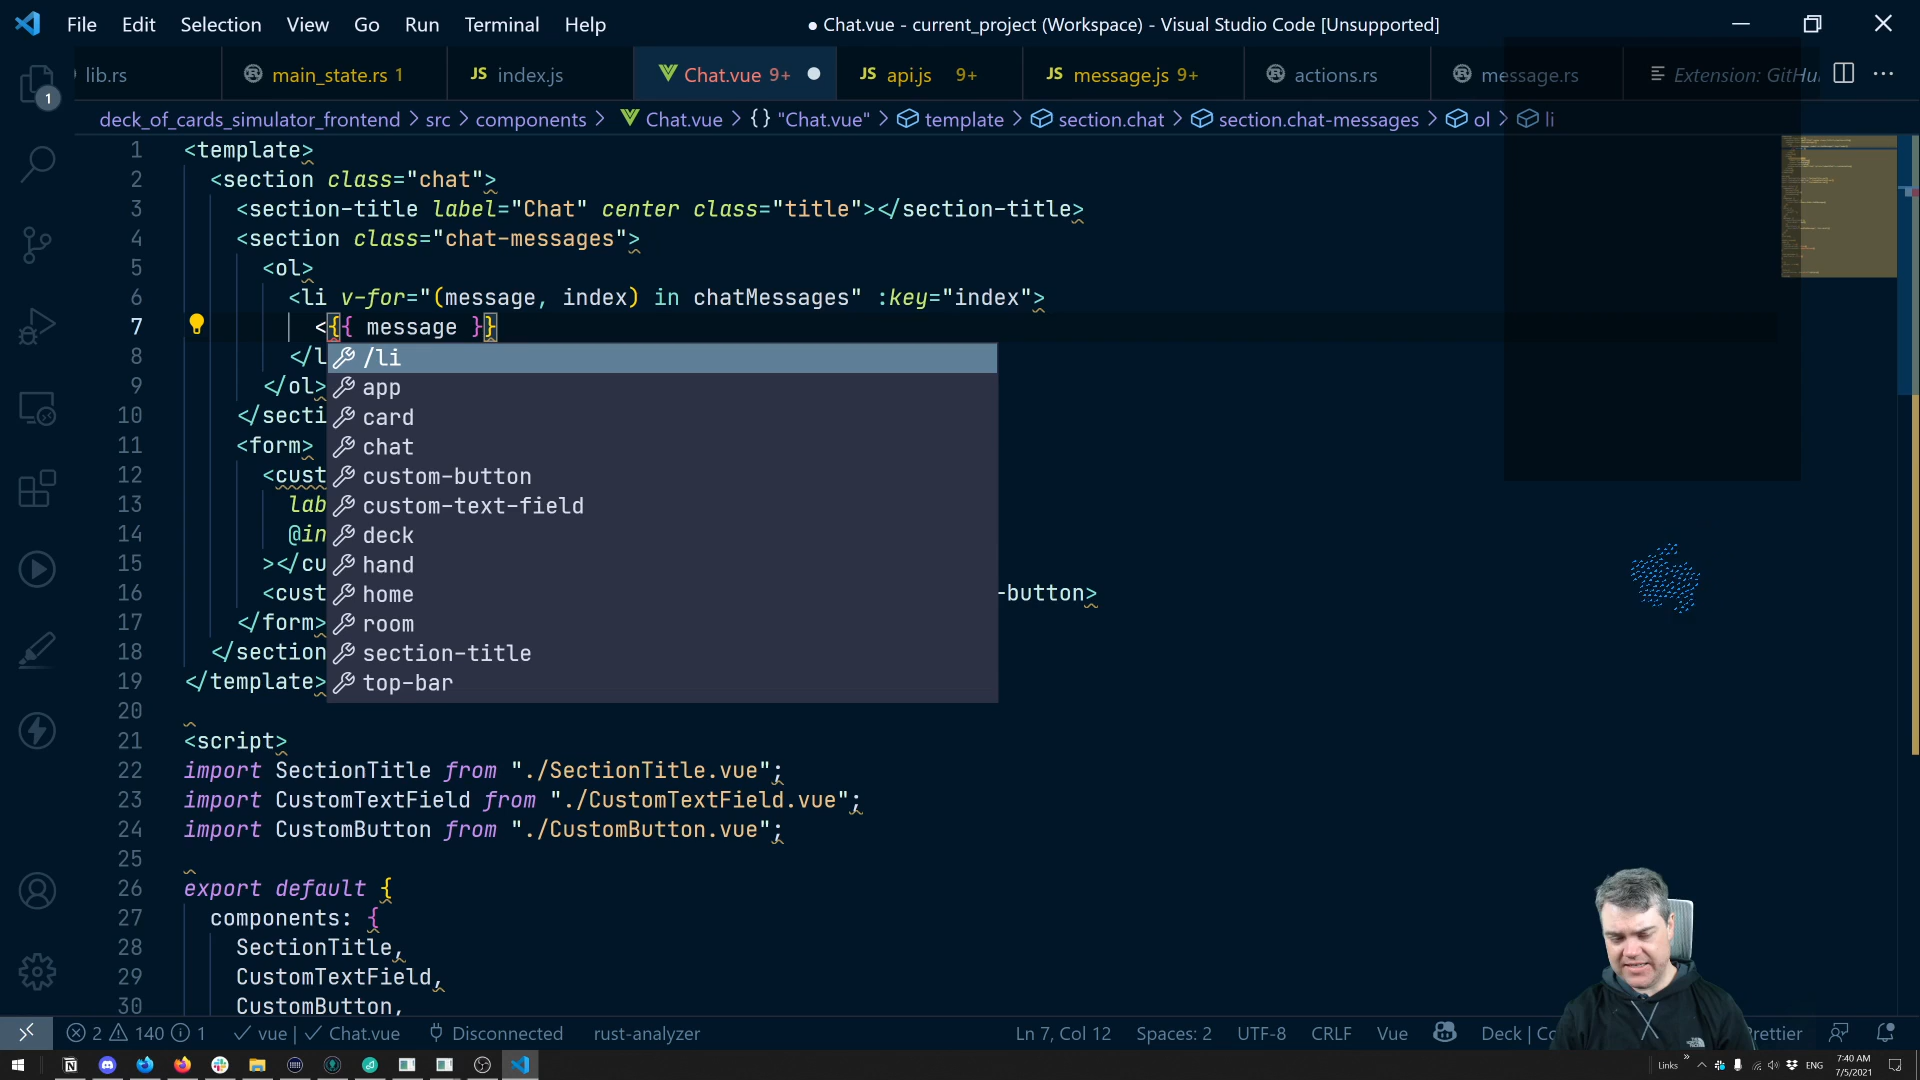 File Edit Selection View Go Run Terminal Help ● Chat.vue - current_project (Workspace) - Visual Studio Code [Unsupported]
lib.rs main_state.rs 1 JS index.js Chat.vue 9+ JS api.js 9+ JS message.js 9+ actions.rs message.rs Extension: GitHu
deck_of_cards_simulator_frontend > src > components > Chat.vue > {} "Chat.vue" > template > section.chat > section.chat-messages > ol > li
1 <template>
2 <section class="chat">
3 <section-title label="Chat" center class="title"></section-title>
4 <section class="chat-messages">
5 <ol>
6 <li v-for="(message, index) in chatMessages" :key="index">
7 <{{ message }}
8 </l
/li
9 </ol>
app
10 </secti
card
11 <form>
chat
12 <cust
custom-button
13 lab
custom-text-field
14 @in
deck
15 ></cu
hand
16 <cust
-button>
home
17 </form>
room
18 </section
section-title
19 </template>
top-bar
20
21 <script>
22 import SectionTitle from "./SectionTitle.vue";
23 import CustomTextField from "./CustomTextField.vue";
24 import CustomButton from "./CustomButton.vue";
25
26 export default {
27 components: {
28 SectionTitle,
29 CustomTextField,
30 CustomButton,
1
2 140 1 vue | Chat.vue Disconnected rust-analyzer Ln 7, Col 12 Spaces: 2 UTF-8 CRLF Vue Deck | Co rettier
Links » ENG 7:40 AM
7/5/2021